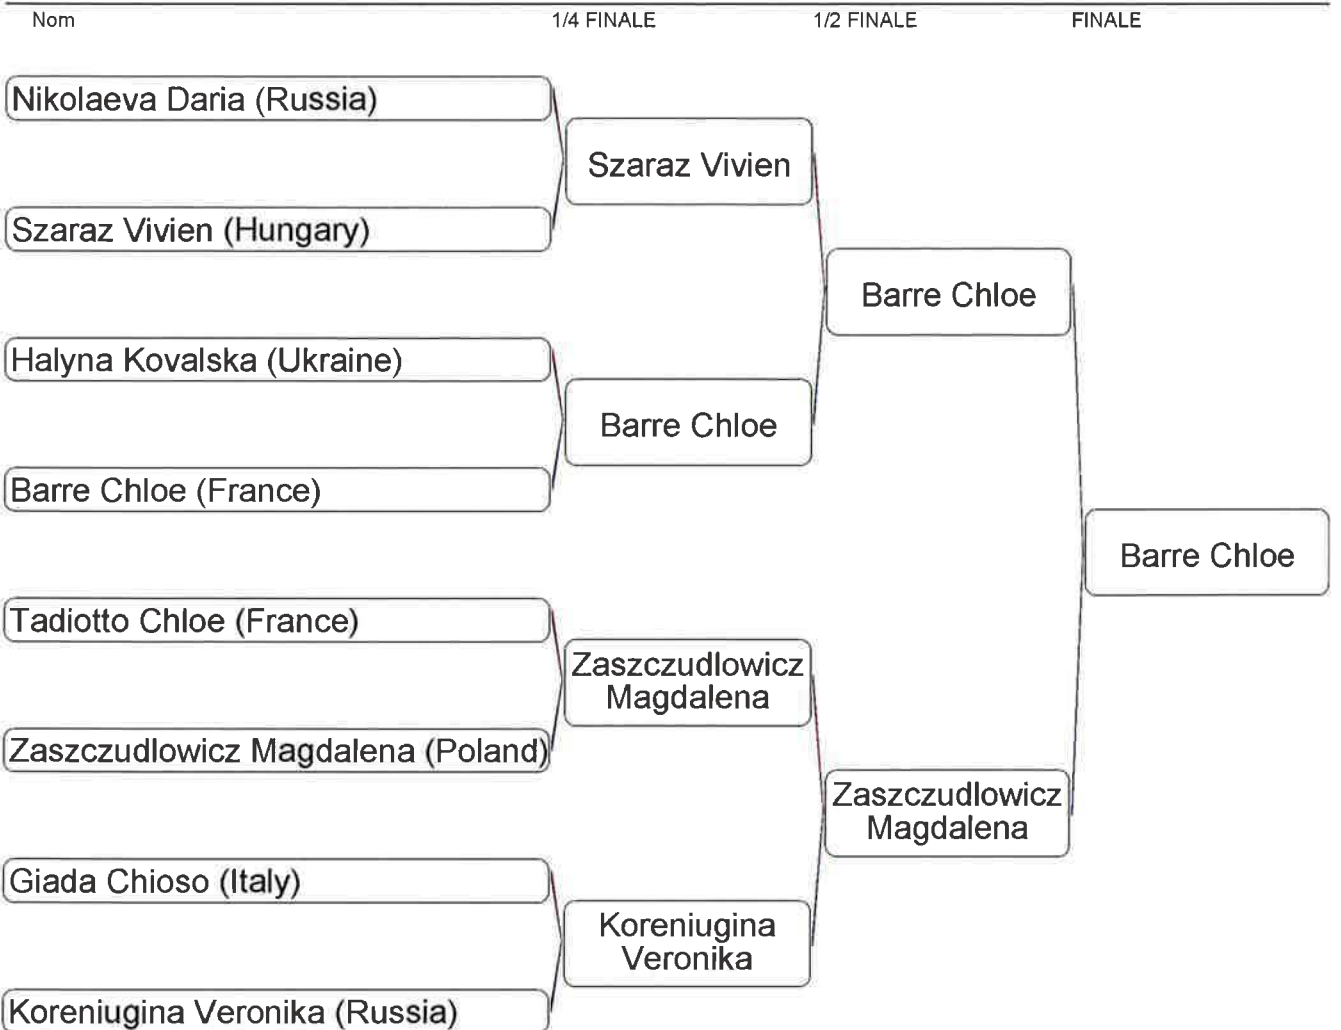 Nom 1/4 FINALE 1/2 FINALE FINALE
Nikolaeva Daria (Russia)
Szaraz Vivien
Szaraz Vivien (Hungary)
Barre Chloe
Halyna Kovalska (Ukraine)
Barre Chloe
Barre Chloe (France)
Barre Chloe
Tadiotto Chloe (France)
Zaszczudlowicz
Magdalena
Zaszczudlowicz Magdalena (Poland)
Zaszczudlowicz
Magdalena
Giada Chioso (Italy)
Koreniugina
Veronika
Koreniugina Veronika (Russia)